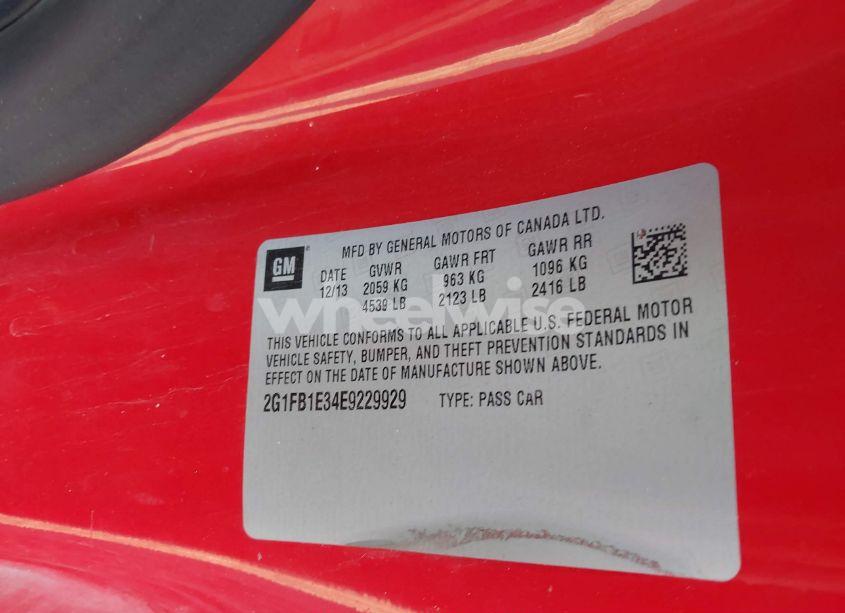 GM
MFD BY GENERAL MOTORS OF CANADA LTD.
DATE GVWR GAWR FRT GAWR RR
12/13 2059 KG 963 KG 1096 KG
4539 LB 2123 LB 2416 LB
wheelwise
THIS VEHICLE CONFORMS TO ALL APPLICABLE U.S. FEDERAL MOTOR
VEHICLE SAFETY, BUMPER, AND THEFT PREVENTION STANDARDS IN
EFFECT ON THE DATE OF MANUFACTURE SHOWN ABOVE.
2G1FB1E34E9229929 TYPE: PASS CAR